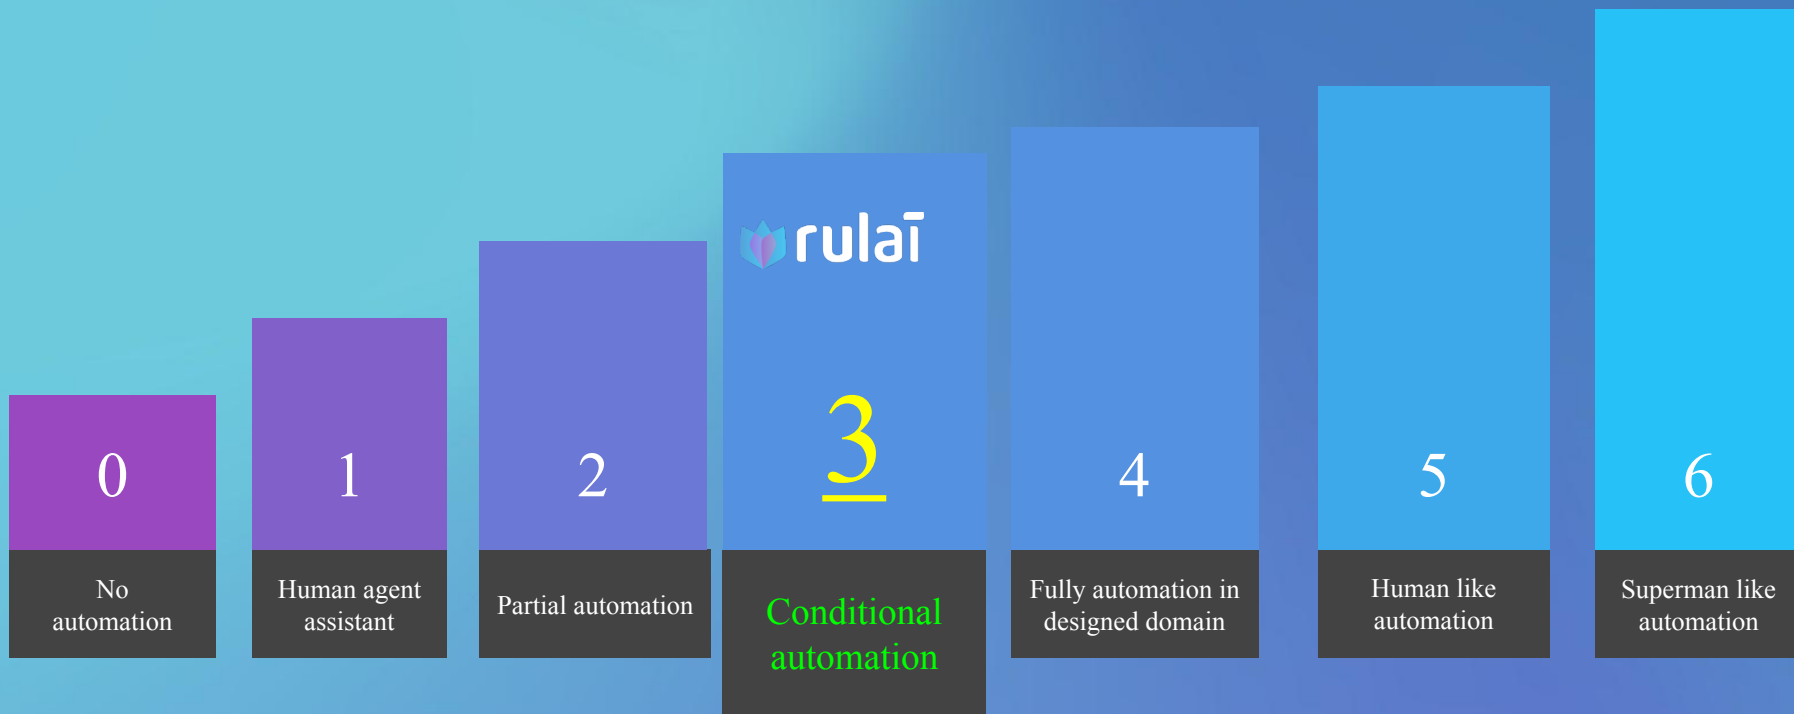 rulaī
0
No
automation
1
Human agent
assistant
2
Partial automation
3
Conditional
automation
4
Fully automation in
designed domain
5
Human like
automation
6
Superman like
automation